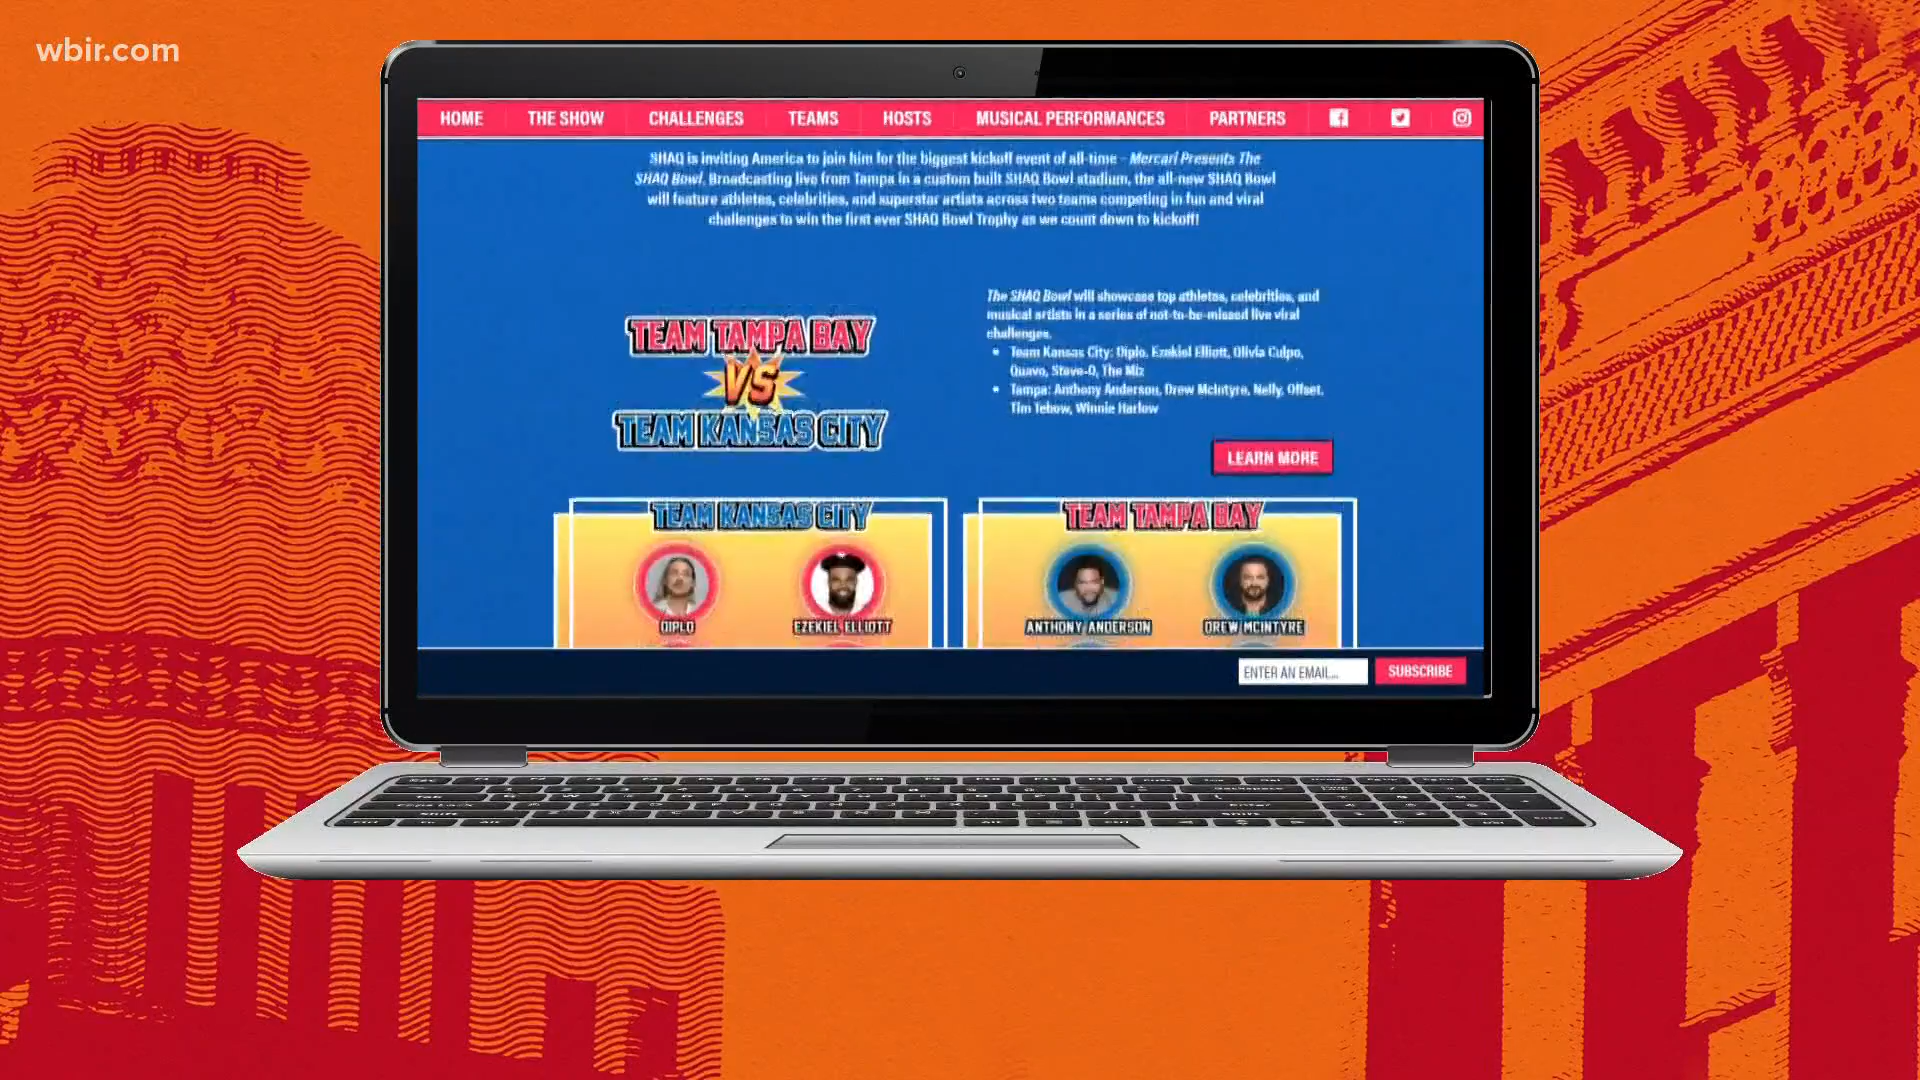 wbir.com
HOME THE SHOW CHALLENGES TEAMS HOSTS MUSICAL PERFORMANCES PARTNERS
SHAQ is inviting America to join him for the biggest kickoff event of all-time - Mercari Presents The
SHAQ Bowl. Broadcasting live from Tampa in a custom built SHAQ Bowl stadium, the all-new SHAQ Bowl
will feature athletes, celebrities, and superstar artists across two teams competing in fun and viral
challenges to win the first ever SHAQ Bowl Trophy as we count down to kickoff!
TEAM TAMPA BAY
VS
TEAM KANSAS CITY
The SHAQ Bowl will showcase top athletes, celebrities, and
musical artists in a series of not-to-be-missed live viral
challenges.
• Team Kansas City: Diplo, Ezekiel Elliott, Olivia Culpo,
Quavo, Steve-O, The Miz
• Tampa: Anthony Anderson, Drew McIntyre, Nelly, Offset,
Tim Tebow, Winnie Harlow
LEARN MORE
TEAM KANSAS CITY
DIPLO EZEKIEL ELLIOTT
TEAM TAMPA BAY
ANTHONY ANDERSON DREW MCINTYRE
ENTER AN EMAIL... SUBSCRIBE